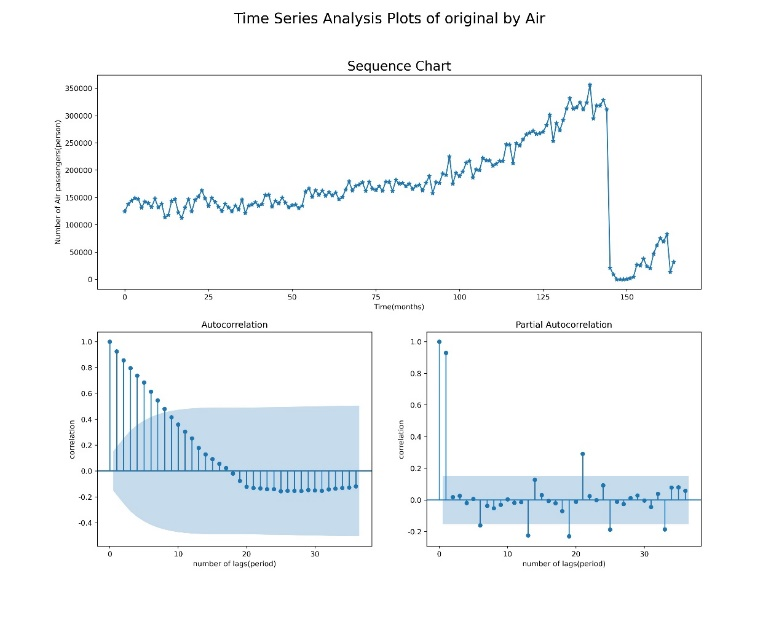 Time Series Analysis Plots of original by Air
Sequence Chart
Number of Air passengers(person)
350000
300000
250000
200000
150000
100000
50000
0
0 25 50 75 100 125 150
Time(months)
Autocorrelation
correlation
1.0
0.8
0.6
0.4
0.2
0.0
-0.2
-0.4
0 10 20 30
number of lags(period)
Partial Autocorrelation
correlation
1.0
0.8
0.6
0.4
0.2
0.0
-0.2
0 10 20 30
number of lags(period)